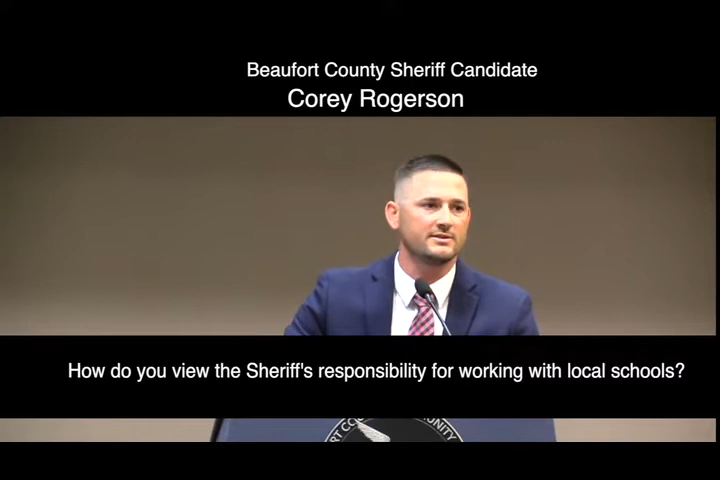 Beaufort County Sheriff Candidate
Corey Rogerson
How do you view the Sheriff's responsibility for working with local schools?